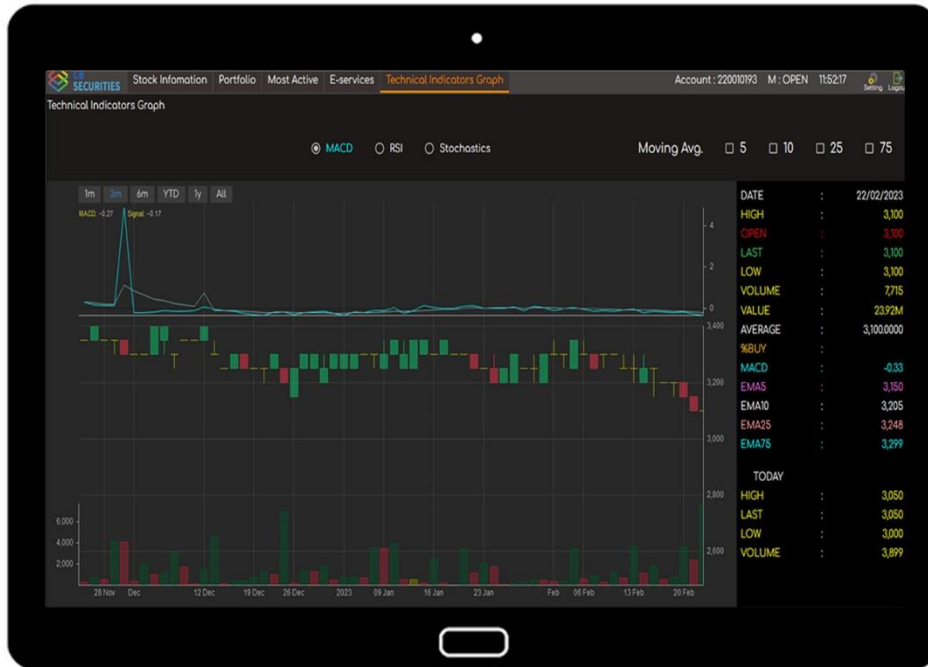 GB
SECURITIES
Stock Infomation Portfolio Most Active E-services Technical Indicators Graph Account : 220010193 M : OPEN 11:52:17 Setting Logout
Technical Indicators Graph
MACD RSI Stochastics Moving Avg. 5 10 25 75
1m 3m 6m YTD 1y All
MACD: -0.27 Signal: -0.17
4
2
0
3,400
3,200
3,000
2,800
2,600
6,000
4,000
2,000
28 Nov Dec 12 Dec 19 Dec 26 Dec 2023 09 Jan 16 Jan 23 Jan Feb 06 Feb 13 Feb 20 Feb
DATE : 22/02/2023
HIGH : 3,100
OPEN : 3,100
LAST : 3,100
LOW : 3,100
VOLUME : 7,715
VALUE : 23.92M
AVERAGE : 3,100.0000
%BUY :
MACD : -0.33
EMA5 : 3,150
EMA10 : 3,205
EMA25 : 3,248
EMA75 : 3,299
TODAY
HIGH : 3,050
LAST : 3,050
LOW : 3,000
VOLUME : 3,899